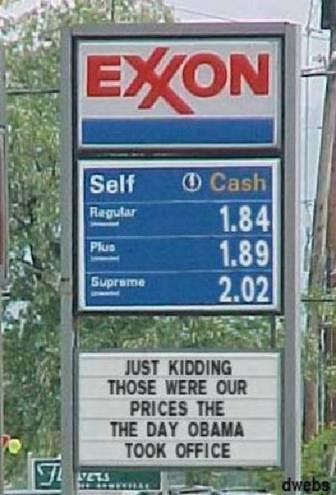 EXXON
Self Cash
Regular 1.84
Plus 1.89
Supreme 2.02
JUST KIDDING
THOSE WERE OUR
PRICES THE
THE DAY OBAMA
TOOK OFFICE
dwebs